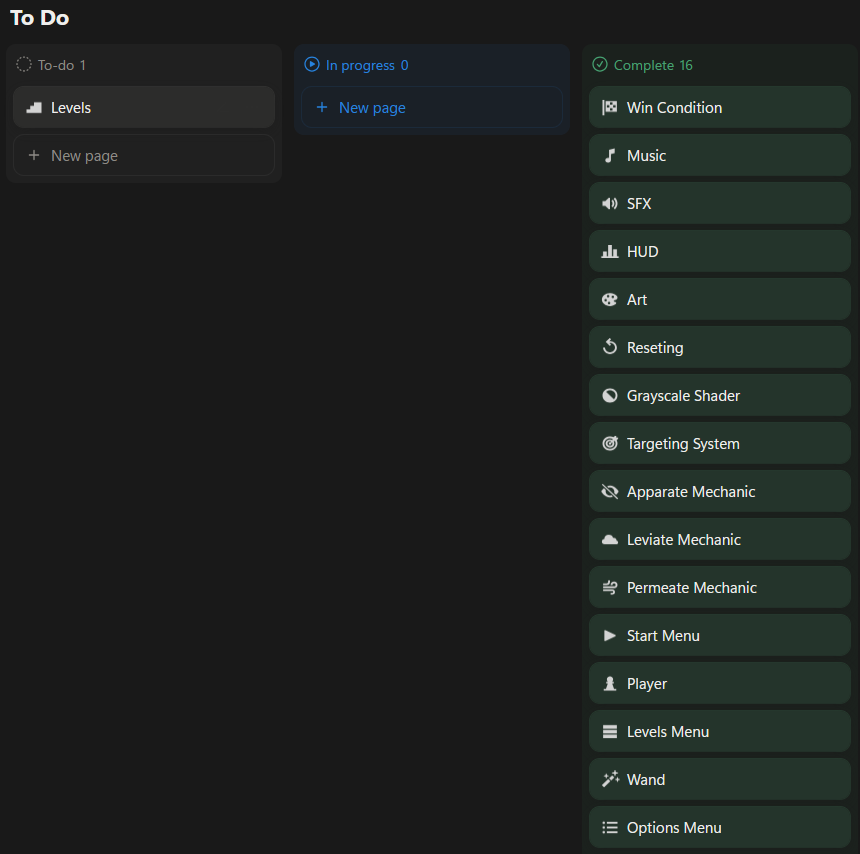 To Do
To-do 1
Levels
New page
In progress 0
New page
Complete 16
Win Condition
Music
SFX
HUD
Art
Reseting
Grayscale Shader
Targeting System
Apparate Mechanic
Leviate Mechanic
Permeate Mechanic
Start Menu
Player
Levels Menu
Wand
Options Menu